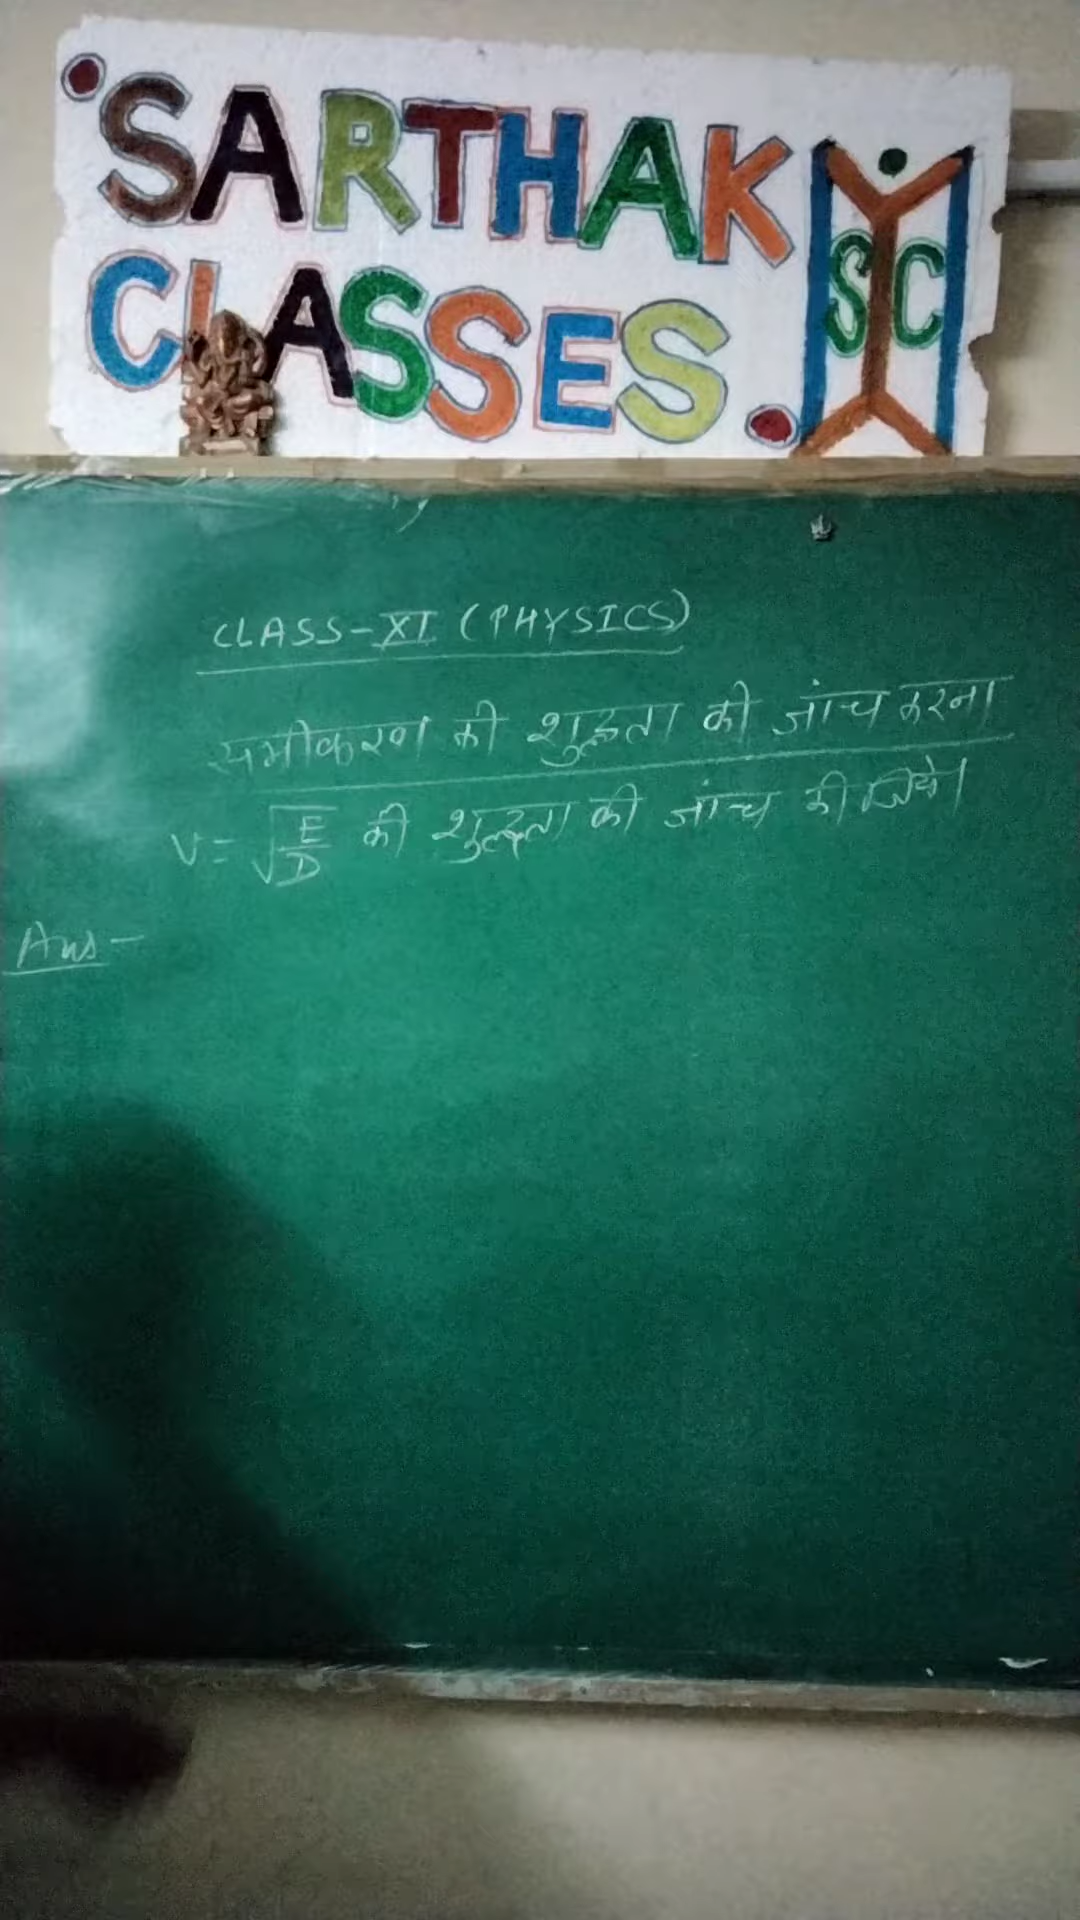 SARTHAK
CLASSES
SC
CLASS-XI (PHYSICS)
समीकरण की शुद्धता की जांच करना
V = √E/D की शुद्धता की जांच कीजिये।
Ans-